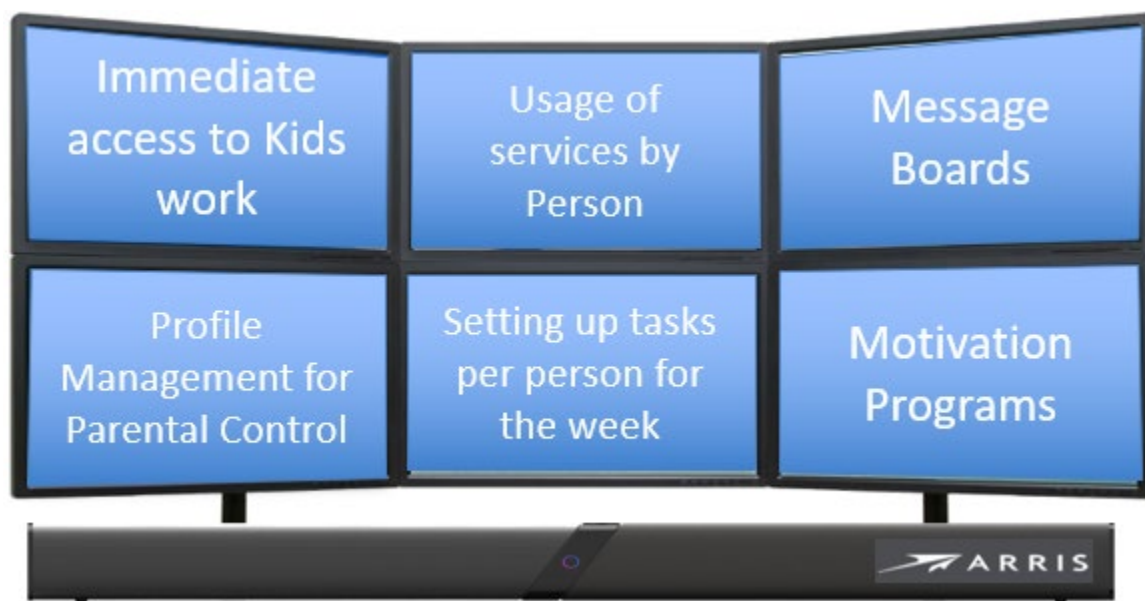 Immediate
access to Kids
work
Usage of
services by
Person
Message
Boards
Profile
Management for
Parental Control
Setting up tasks
per person for
the week
Motivation
Programs
ARRIS